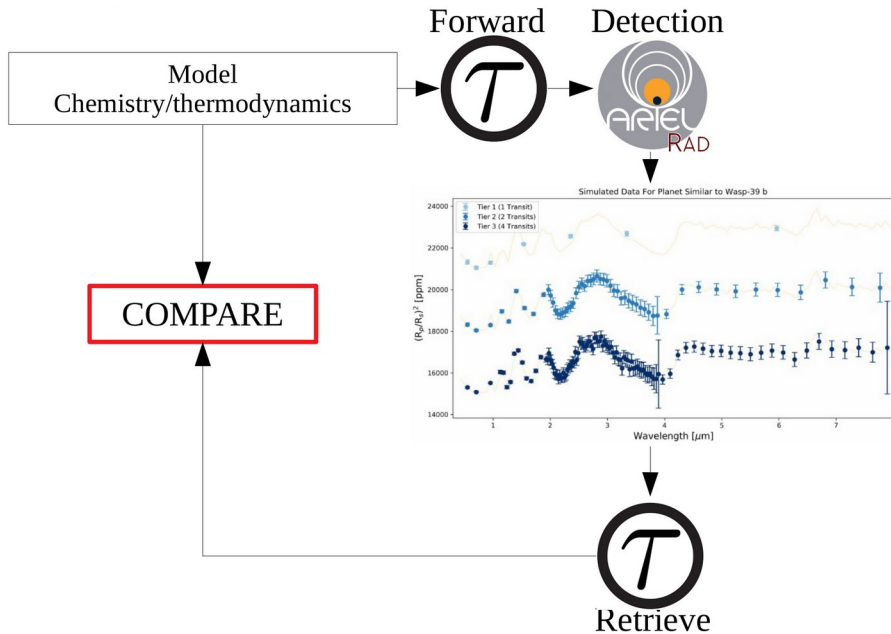 Forward
Detection
Model
Chemistry/thermodynamics
τ
ARIEL
RAD
Simulated Data For Planet Similar to Wasp-39 b
Tier 1 (1 Transit)
Tier 2 (2 Transits)
Tier 3 (4 Transits)
24000
22000
20000
18000
16000
14000
(Rₚ/Rₛ)² [ppm]
1 2 3 4 5 6 7
Wavelength [μm]
COMPARE
τ
Retrieve